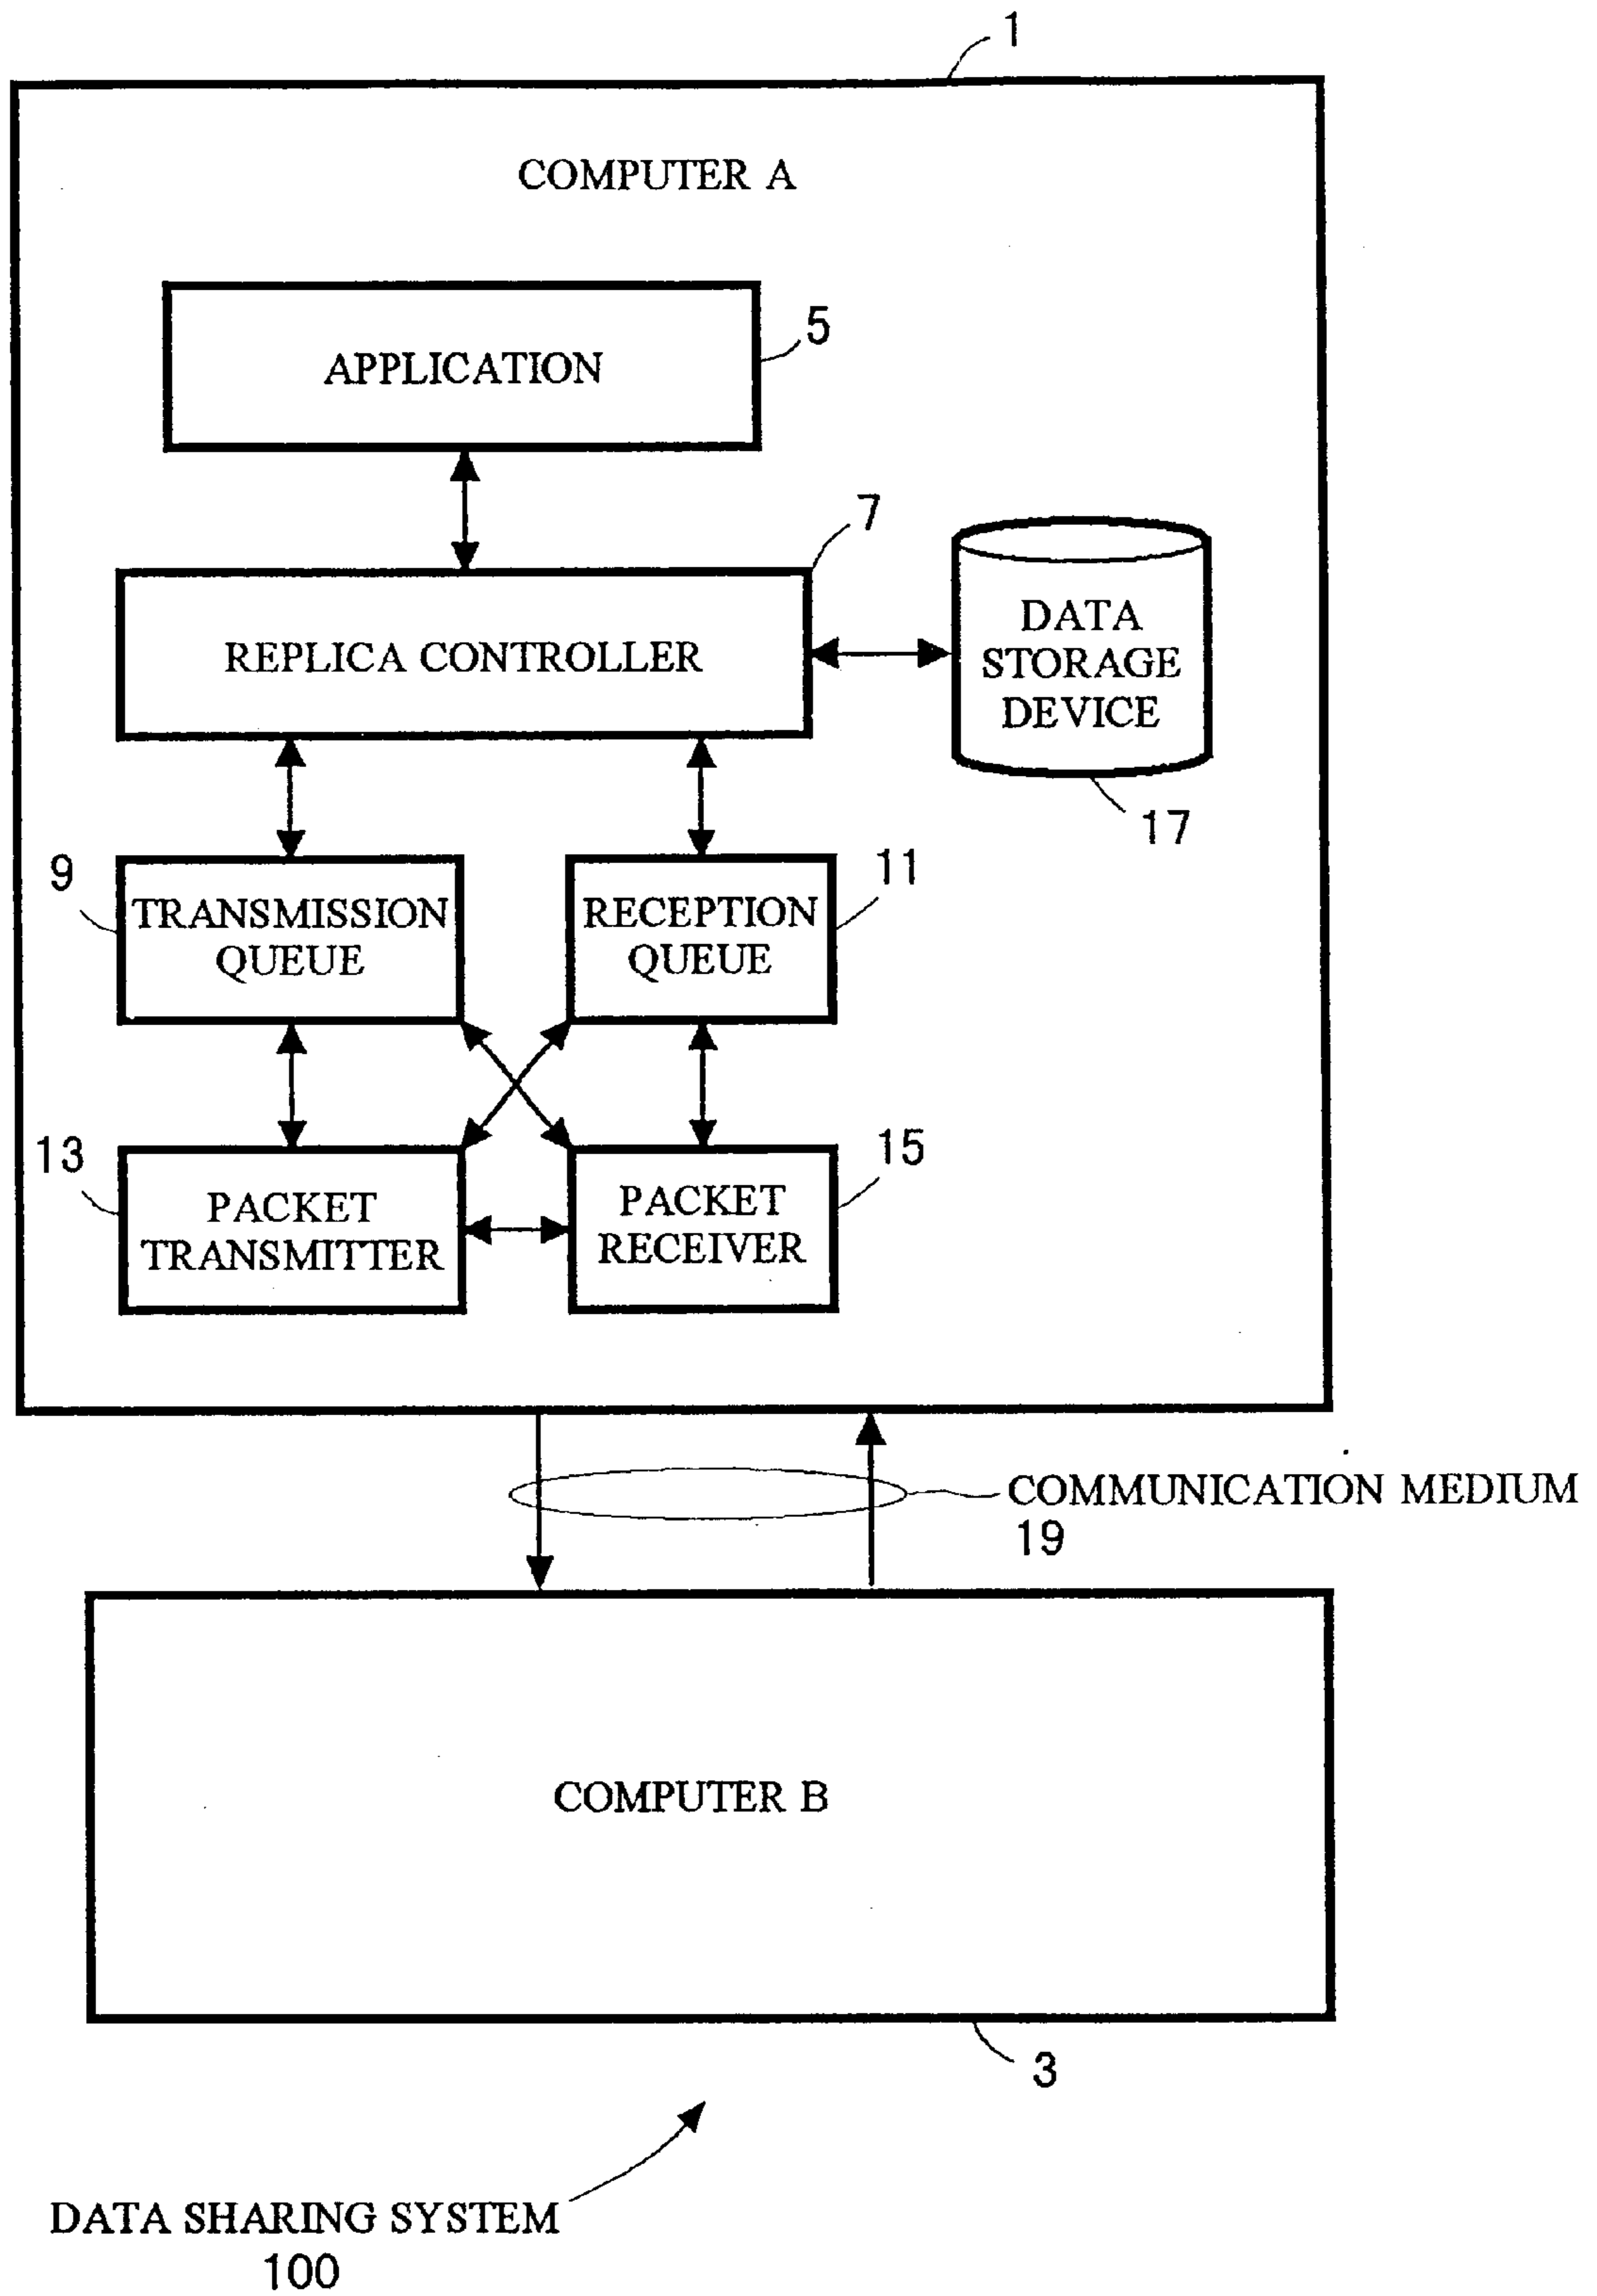 1
COMPUTER A
APPLICATION
5
REPLICA CONTROLLER
7
DATA
STORAGE
DEVICE
17
9
TRANSMISSION
QUEUE
RECEPTION
QUEUE
11
13
PACKET
TRANSMITTER
PACKET
RECEIVER
15
COMMUNICATION MEDIUM
19
COMPUTER B
3
DATA SHARING SYSTEM
100